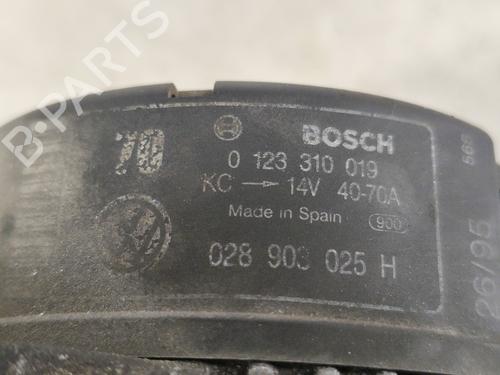 B-PARTS
70
BOSCH
0 123 310 019
KC → 14V 40-70A
Made in Spain
900
028 903 025 H
26/95